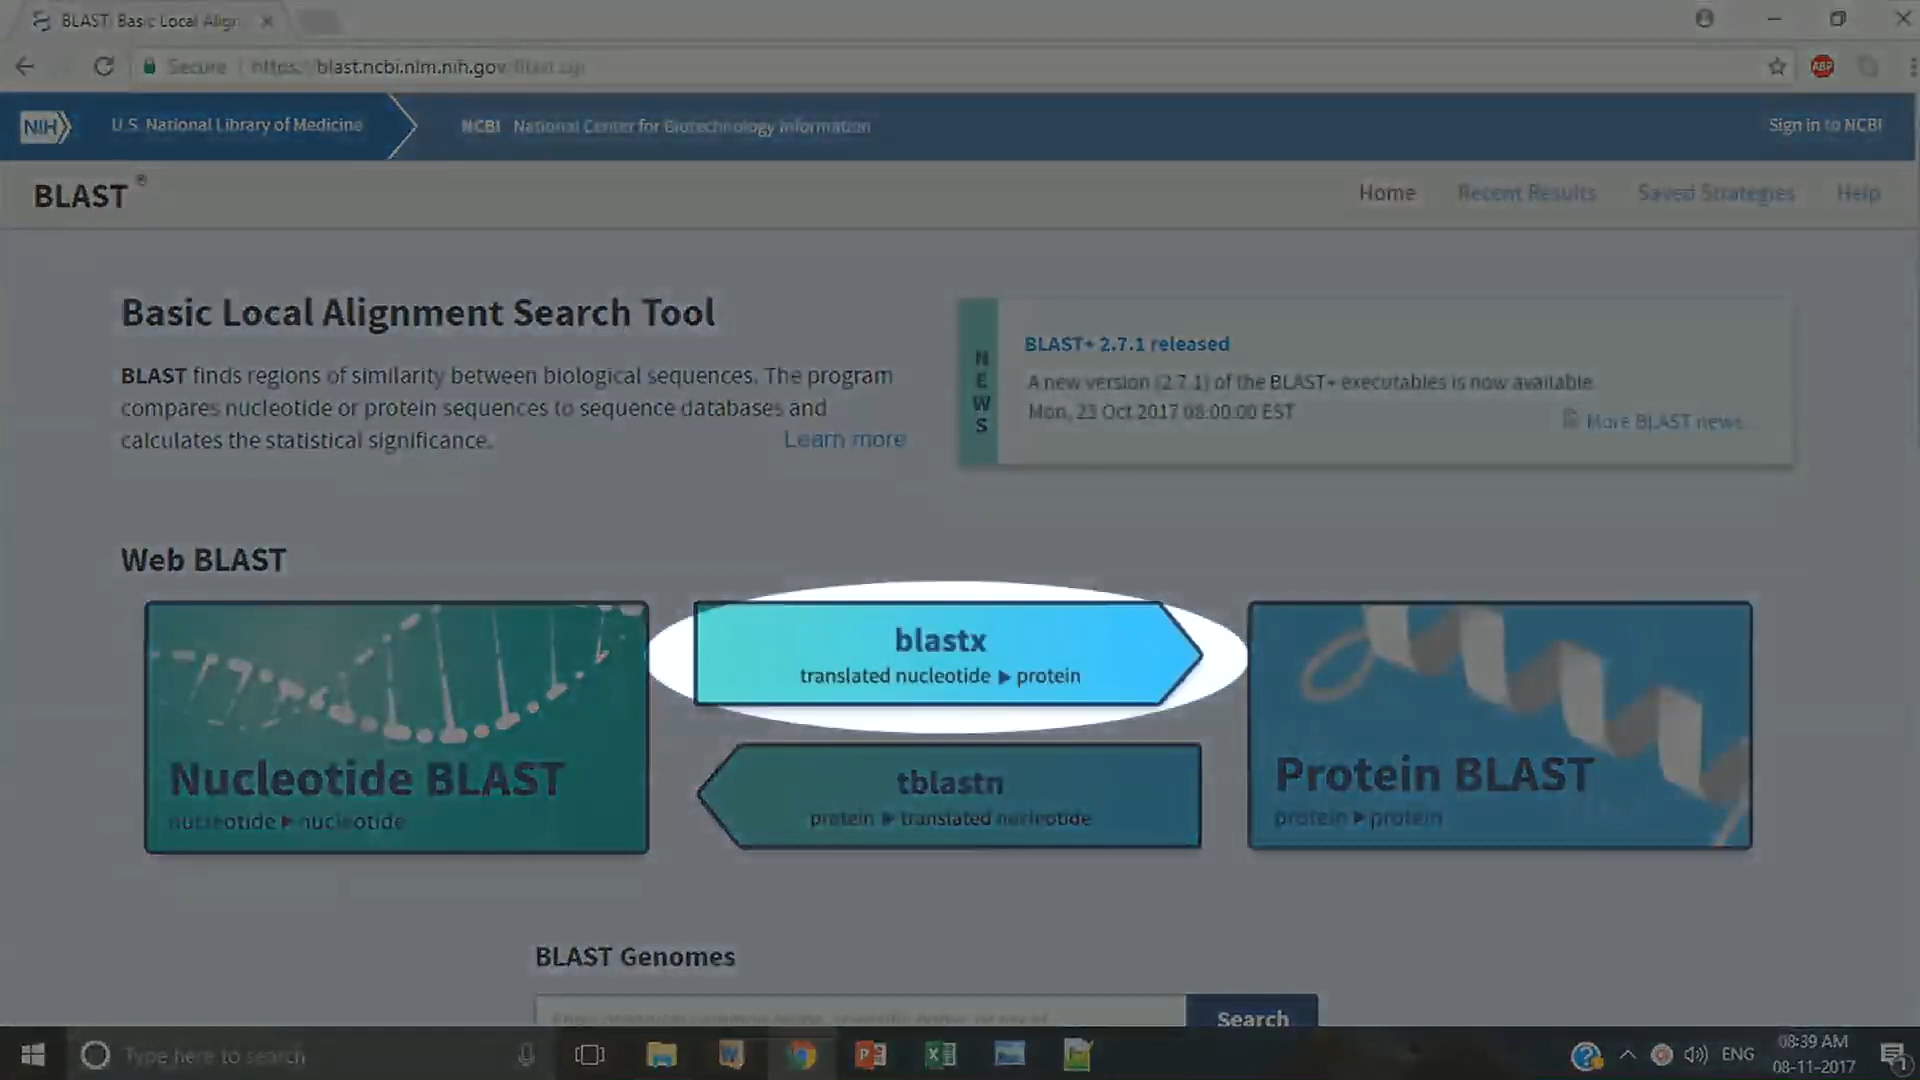 BLAST: Basic Local Align
Secure https://blast.ncbi.nlm.nih.gov/Blast.cgi
ABP
NIH U.S. National Library of Medicine NCBI National Center for Biotechnology Information Sign in to NCBI
BLAST ® Home Recent Results Saved Strategies Help
Basic Local Alignment Search Tool
BLAST finds regions of similarity between biological sequences. The program
compares nucleotide or protein sequences to sequence databases and
calculates the statistical significance. Learn more
NEWS
BLAST+ 2.7.1 released
A new version (2.7.1) of the BLAST+ executables is now available.
Mon, 23 Oct 2017 08:00:00 EST
More BLAST news...
Web BLAST
Nucleotide BLAST
nucleotide ▶ nucleotide
blastx
translated nucleotide ▶ protein
tblastn
protein ▶ translated nucleotide
Protein BLAST
protein ▶ protein
BLAST Genomes
Search
Type here to search
ENG
08:39 AM
08-11-2017